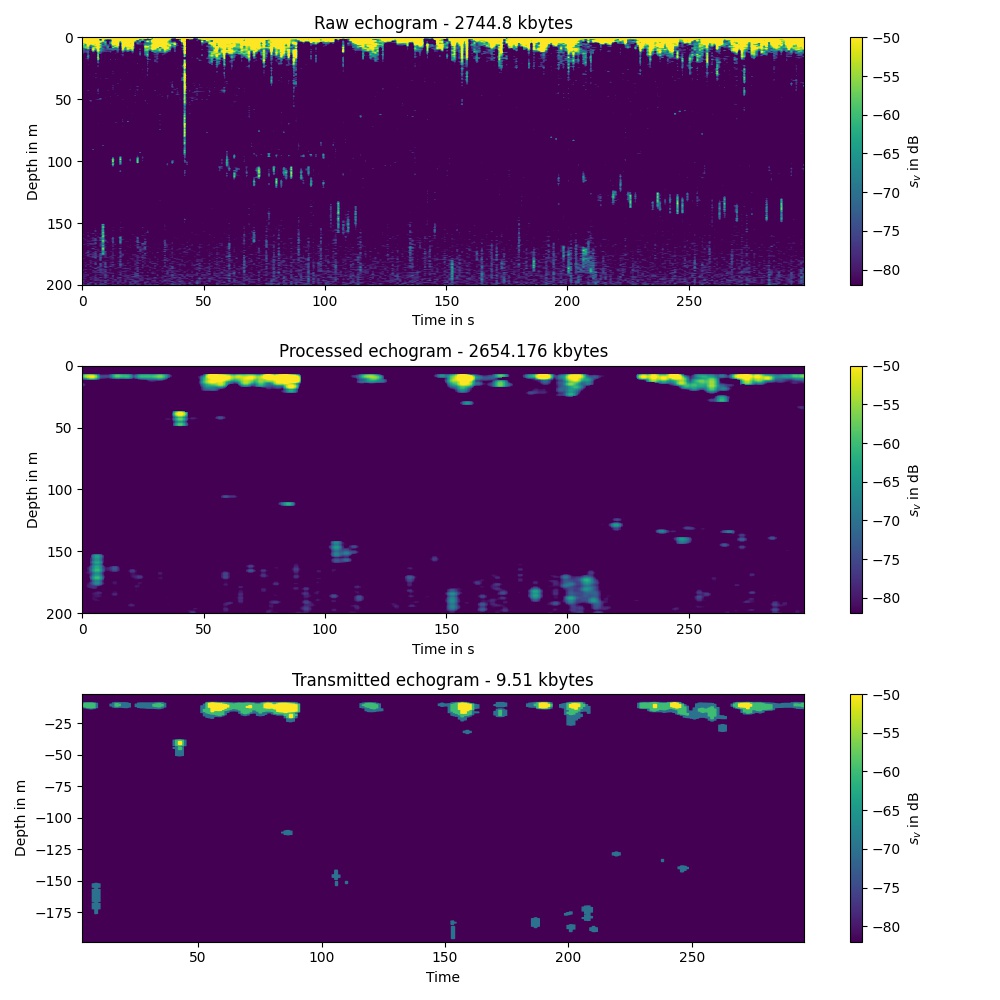 Raw echogram - 2744.8 kbytes
0
50
100
150
200
Depth in m
0 50 100 150 200 250
Time in s
−50
−55
−60
−65
−70
−75
−80
sv in dB
Processed echogram - 2654.176 kbytes
0
50
100
150
200
Depth in m
0 50 100 150 200 250
Time in s
−50
−55
−60
−65
−70
−75
−80
sv in dB
Transmitted echogram - 9.51 kbytes
−25
−50
−75
−100
−125
−150
−175
Depth in m
50 100 150 200 250
Time
−50
−55
−60
−65
−70
−75
−80
sv in dB